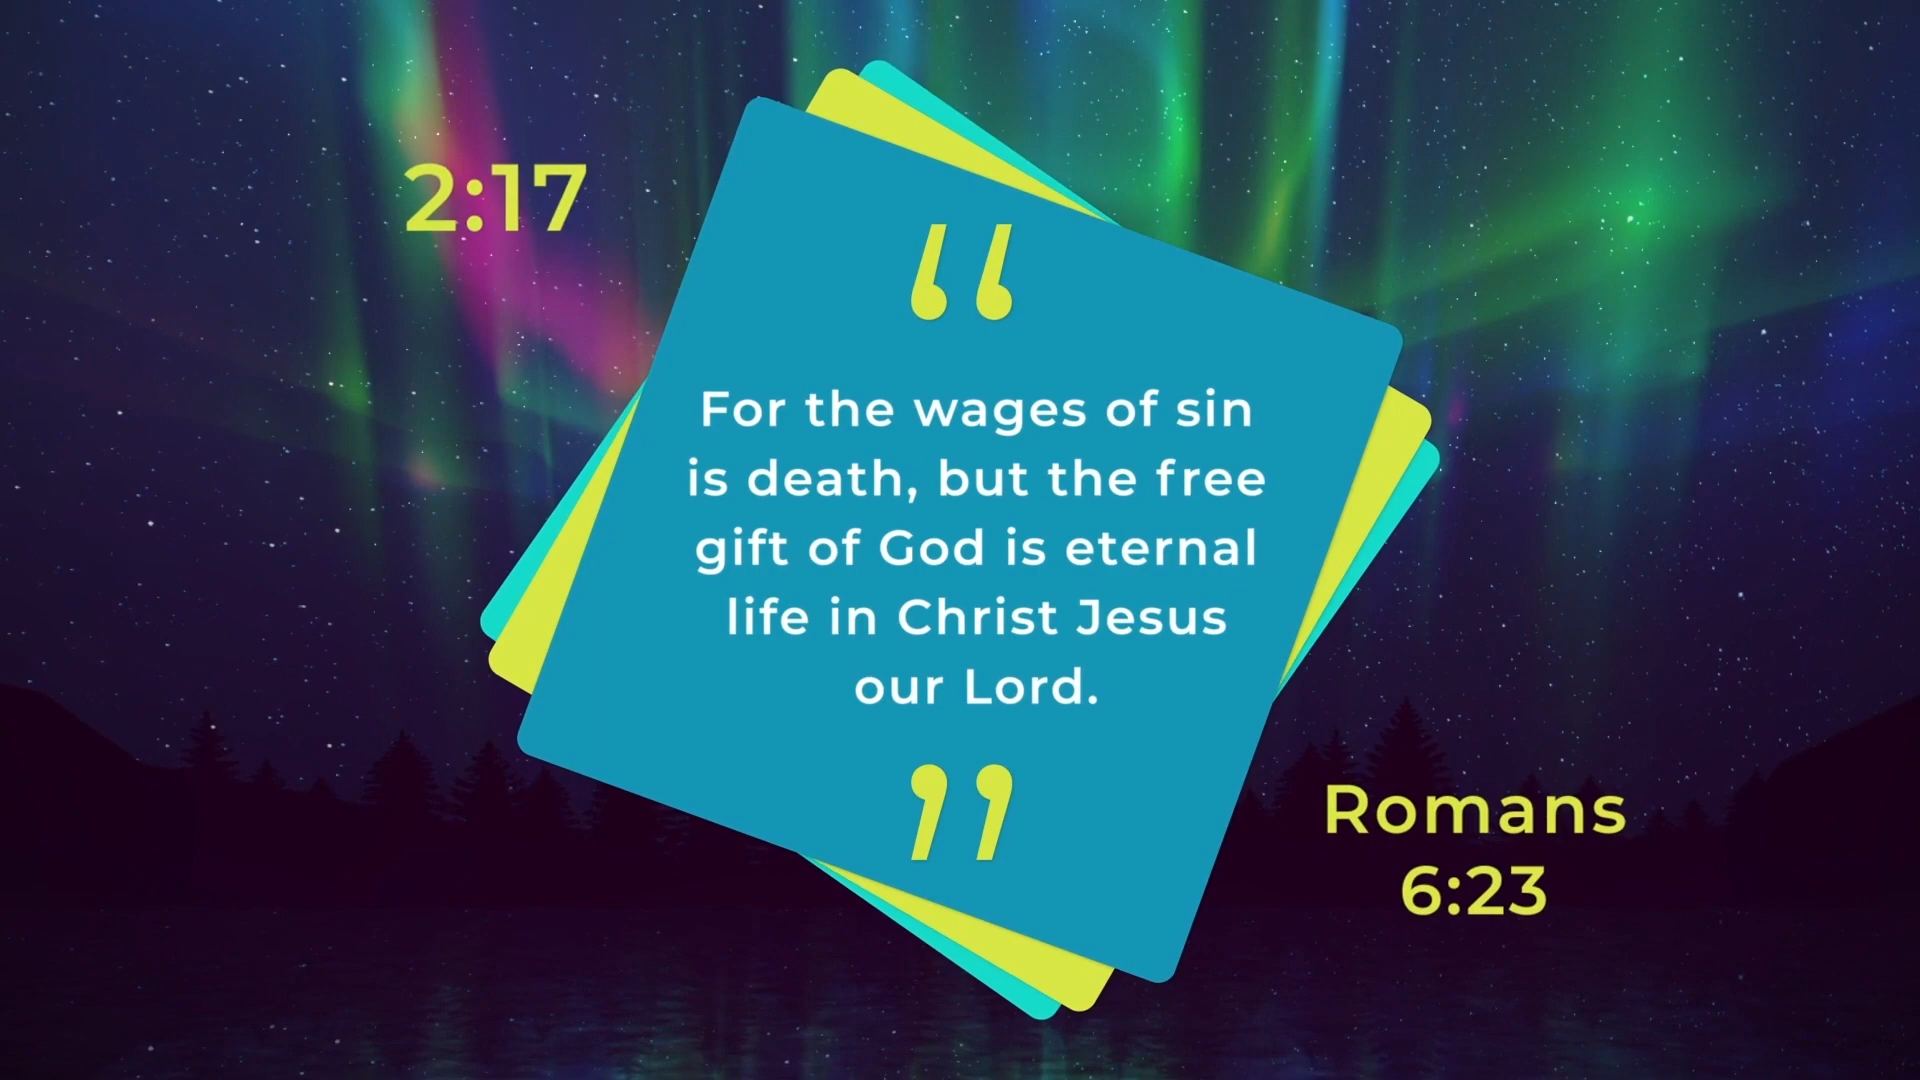 2:17
“
For the wages of sin
is death, but the free
gift of God is eternal
life in Christ Jesus
our Lord.
”
Romans
6:23